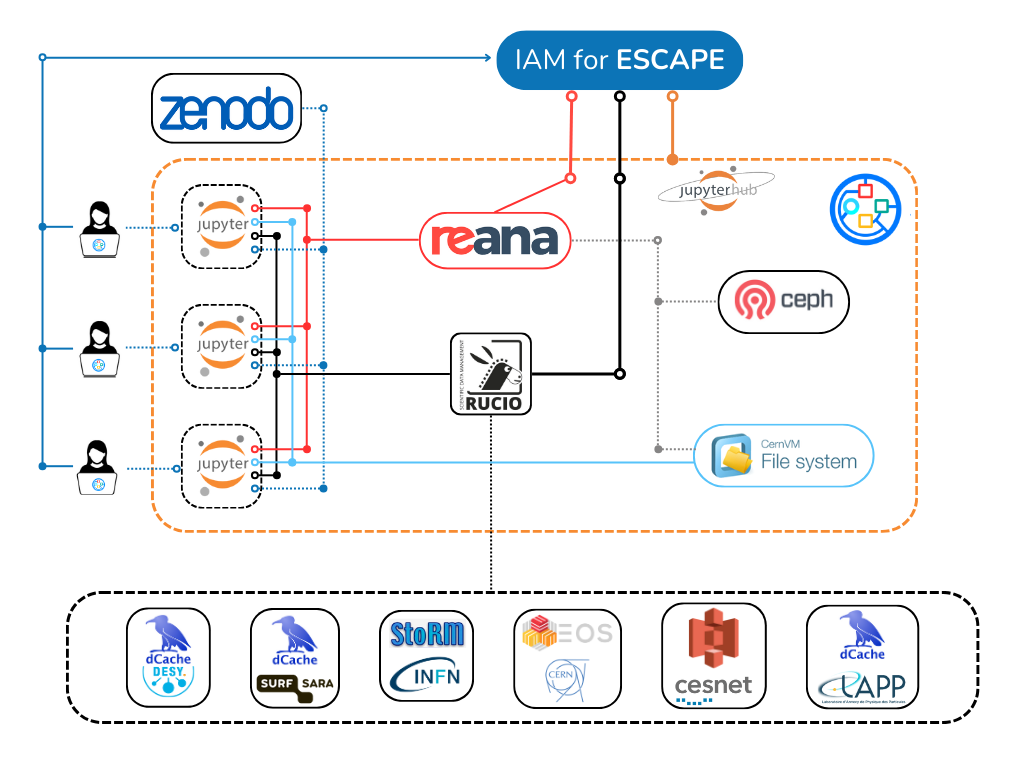 IAM for ESCAPE
zenodo
jupyterhub
jupyter
reana
ceph
jupyter
SCIENTIFIC DATA MANAGEMENT
RUCIO
jupyter
CernVM
File system
dCache
DESY.
dCache
SURF SARA
StoRM
INFN
EOS
CERN
cesnet
dCache
LAPP
Laboratoire d'Annecy de Physique des Particules